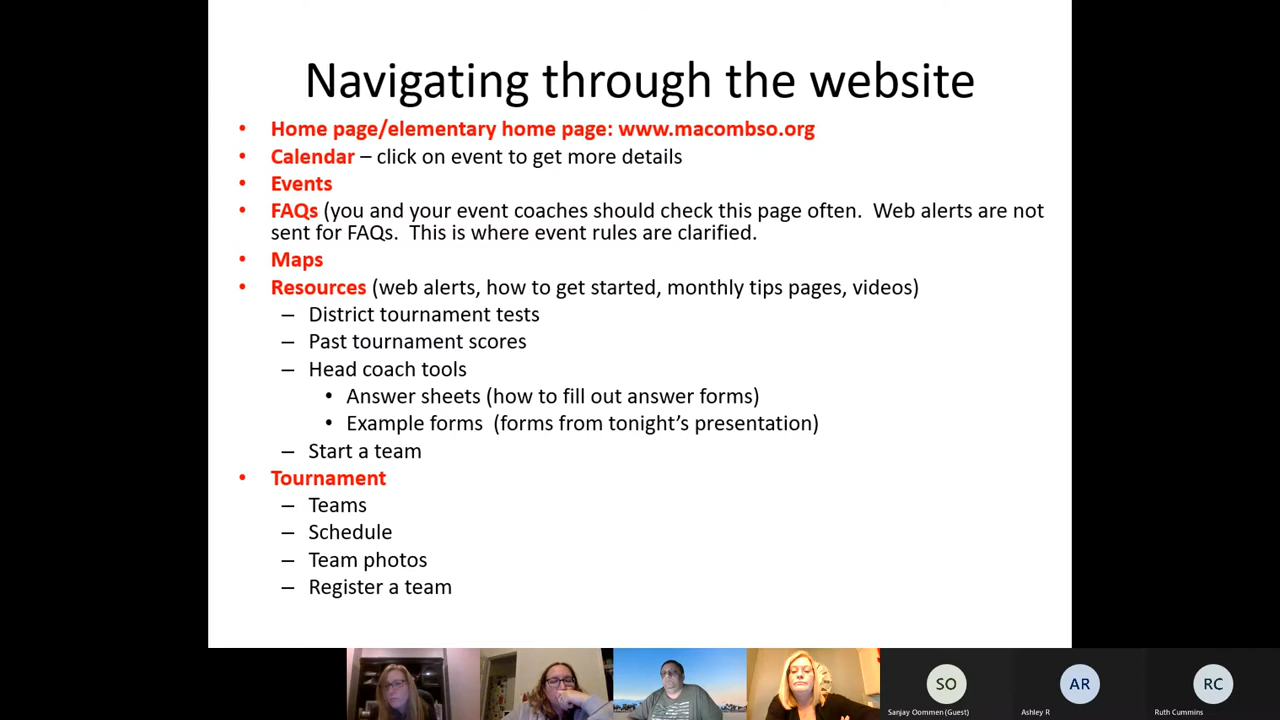 Navigating through the website
• Home page/elementary home page: www.macombso.org
• Calendar – click on event to get more details
• Events
• FAQs (you and your event coaches should check this page often.  Web alerts are not
sent for FAQs.  This is where event rules are clarified.
• Maps
• Resources (web alerts, how to get started, monthly tips pages, videos)
– District tournament tests
– Past tournament scores
– Head coach tools
• Answer sheets (how to fill out answer forms)
• Example forms  (forms from tonight's presentation)
– Start a team
• Tournament
– Teams
– Schedule
– Team photos
– Register a team
SO
AR
RC
Sanjay Oommen (Guest)
Ashley R
Ruth Cummins